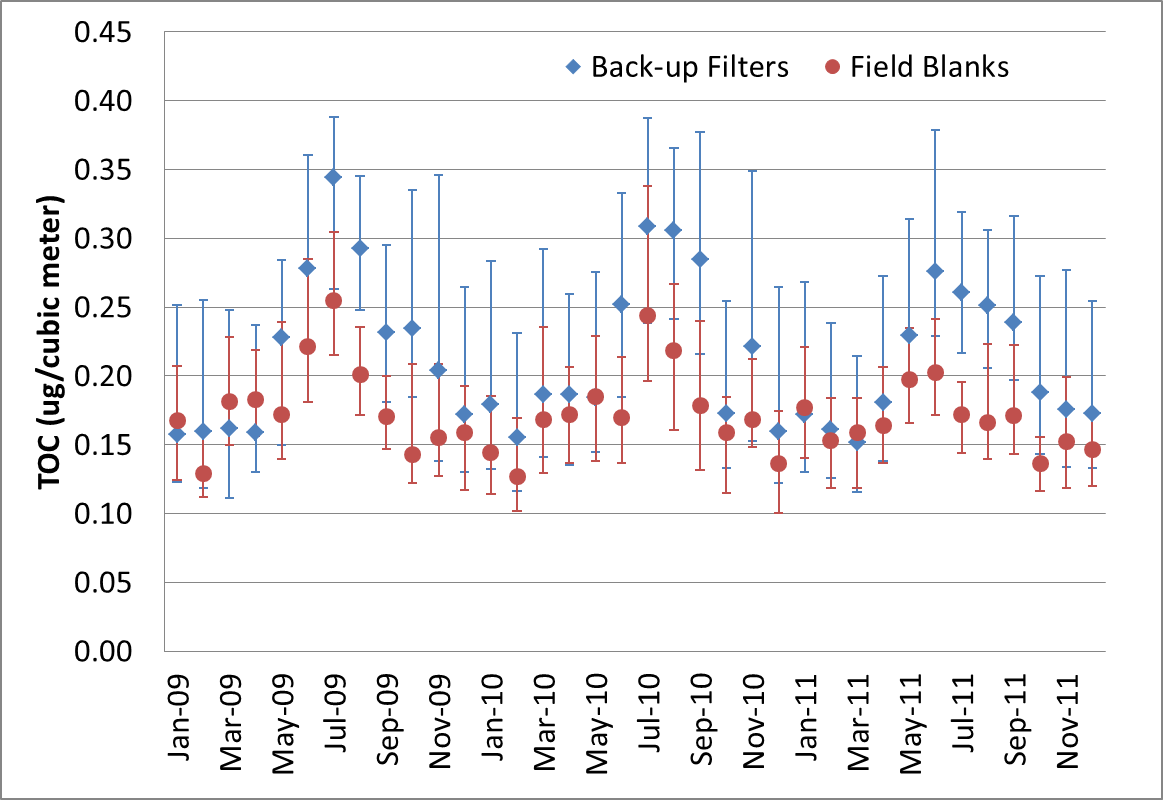 0.45
Back-up Filters Field Blanks
0.40
0.35
0.30
0.25
0.20
0.15
0.10
0.05
0.00
TOC (ug/cubic meter)
Jan-09
Mar-09
May-09
Jul-09
Sep-09
Nov-09
Jan-10
Mar-10
May-10
Jul-10
Sep-10
Nov-10
Jan-11
Mar-11
May-11
Jul-11
Sep-11
Nov-11